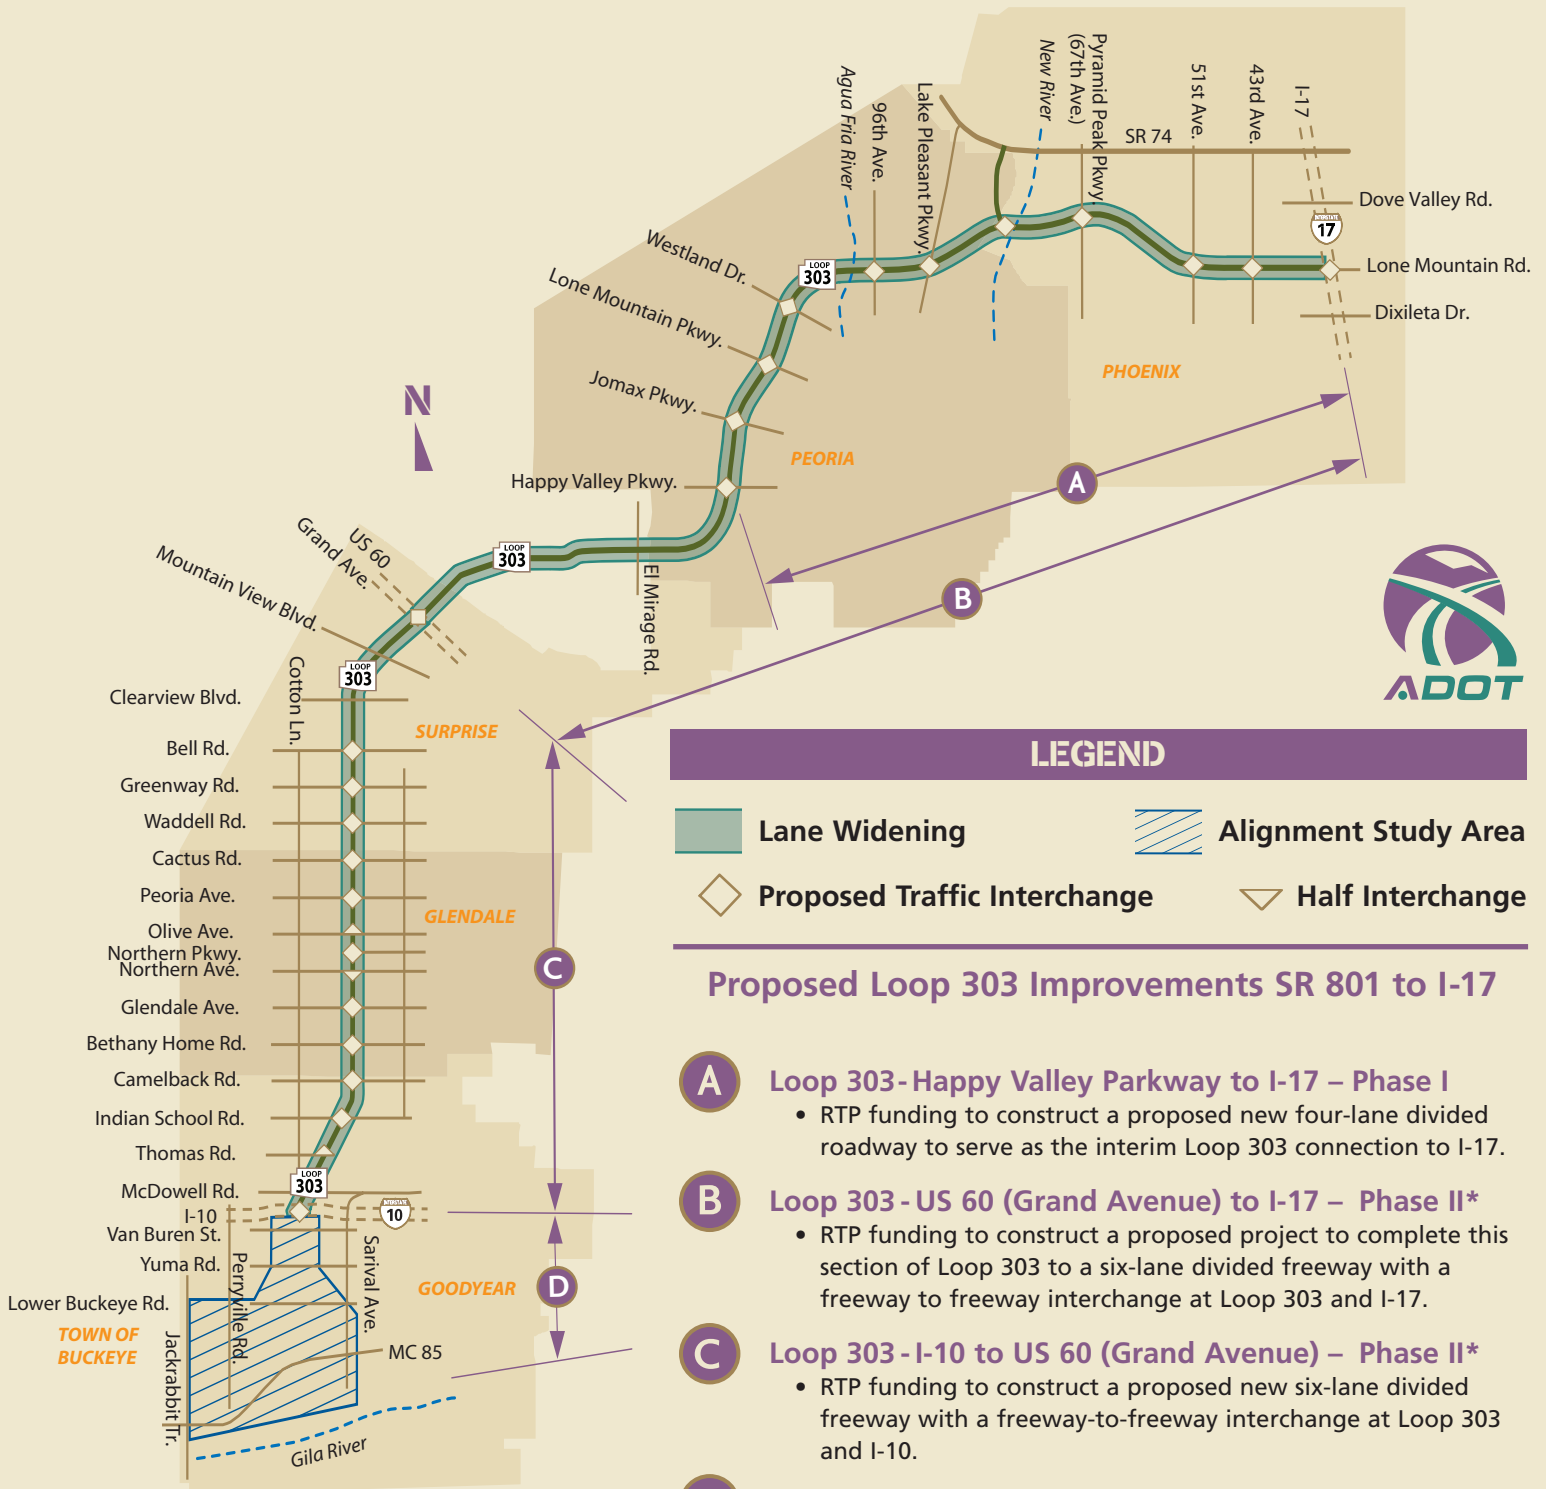 Agua Fria River
96th Ave.
Lake Pleasant Pkwy.
New River
Pyramid Peak Pkwy.
(67th Ave.)
51st Ave.
43rd Ave.
I-17
SR 74
Dove Valley Rd.
INTERSTATE
17
Lone Mountain Rd.
Dixileta Dr.
Westland Dr.
LOOP
303
Lone Mountain Pkwy.
Jomax Pkwy.
PHOENIX
N
PEORIA
Happy Valley Pkwy.
A
US 60
Grand Ave.
LOOP
303
Mountain View Blvd.
El Mirage Rd.
B
LOOP
303
Cotton Ln.
Clearview Blvd.
ADOT
SURPRISE
Bell Rd.
Greenway Rd.
Waddell Rd.
Cactus Rd.
Peoria Ave.
GLENDALE
Olive Ave.
Northern Pkwy.
Northern Ave.
C
Glendale Ave.
Bethany Home Rd.
Camelback Rd.
Indian School Rd.
Thomas Rd.
LOOP
303
McDowell Rd.
I-10
10
Van Buren St.
Yuma Rd.
Perryville Rd.
Sarival Ave.
GOODYEAR
D
Lower Buckeye Rd.
TOWN OF
BUCKEYE
Jackrabbit Tr.
MC 85
Gila River
LEGEND
Lane Widening
Alignment Study Area
Proposed Traffic Interchange
Half Interchange
Proposed Loop 303 Improvements SR 801 to I-17
A
Loop 303 - Happy Valley Parkway to I-17 – Phase I
• RTP funding to construct a proposed new four-lane divided
roadway to serve as the interim Loop 303 connection to I-17.
B
Loop 303 - US 60 (Grand Avenue) to I-17 – Phase II*
• RTP funding to construct a proposed project to complete this
section of Loop 303 to a six-lane divided freeway with a
freeway to freeway interchange at Loop 303 and I-17.
C
Loop 303 - I-10 to US 60 (Grand Avenue) – Phase II*
• RTP funding to construct a proposed new six-lane divided
freeway with a freeway-to-freeway interchange at Loop 303
and I-10.